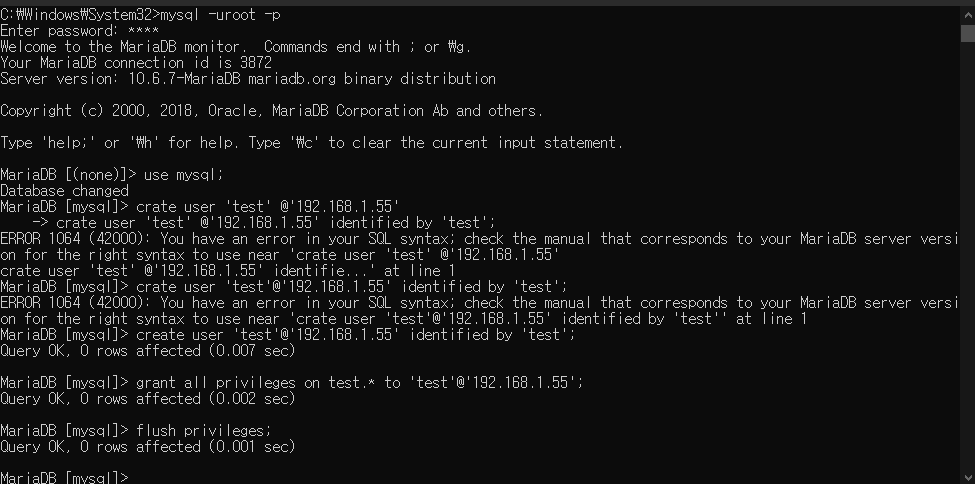 C:₩Windows₩System32>mysql -uroot -p
Enter password: ****
Welcome to the MariaDB monitor.  Commands end with ; or ₩g.
Your MariaDB connection id is 3872
Server version: 10.6.7-MariaDB mariadb.org binary distribution

Copyright (c) 2000, 2018, Oracle, MariaDB Corporation Ab and others.

Type 'help;' or '₩h' for help. Type '₩c' to clear the current input statement.

MariaDB [(none)]> use mysql;
Database changed
MariaDB [mysql]> crate user 'test' @'192.168.1.55'
    -> crate user 'test' @'192.168.1.55' identified by 'test';
ERROR 1064 (42000): You have an error in your SQL syntax; check the manual that corresponds to your MariaDB server versi
on for the right syntax to use near 'crate user 'test' @'192.168.1.55'
crate user 'test' @'192.168.1.55' identifie...' at line 1
MariaDB [mysql]> crate user 'test'@'192.168.1.55' identified by 'test';
ERROR 1064 (42000): You have an error in your SQL syntax; check the manual that corresponds to your MariaDB server versi
on for the right syntax to use near 'crate user 'test'@'192.168.1.55' identified by 'test'' at line 1
MariaDB [mysql]> create user 'test'@'192.168.1.55' identified by 'test';
Query OK, 0 rows affected (0.007 sec)

MariaDB [mysql]> grant all privileges on test.* to 'test'@'192.168.1.55';
Query OK, 0 rows affected (0.002 sec)

MariaDB [mysql]> flush privileges;
Query OK, 0 rows affected (0.001 sec)

MariaDB [mysql]>